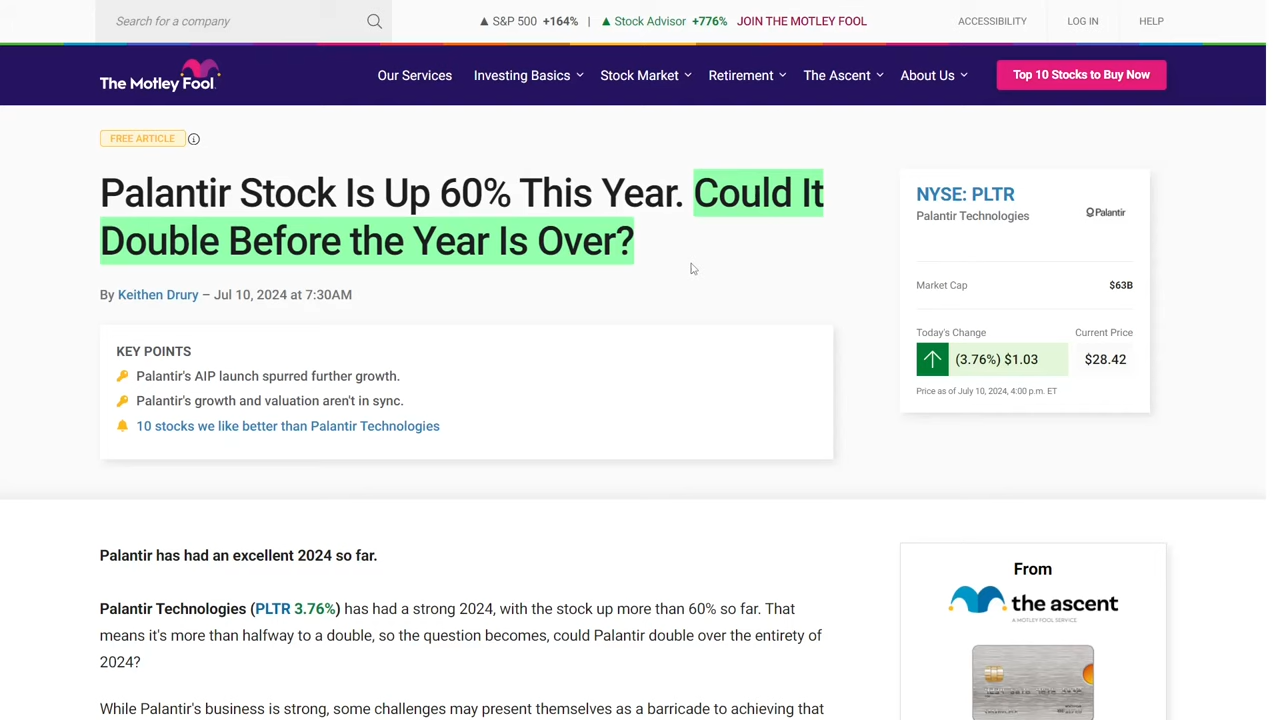 Search for a company
▲ S&P 500 +164% | ▲ Stock Advisor +776% JOIN THE MOTLEY FOOL
ACCESSIBILITY
LOG IN
HELP
The Motley Fool
Our Services
Investing Basics
Stock Market
Retirement
The Ascent
About Us
Top 10 Stocks to Buy Now
FREE ARTICLE
Palantir Stock Is Up 60% This Year. Could It
Double Before the Year Is Over?
By Keithen Drury – Jul 10, 2024 at 7:30AM
KEY POINTS
Palantir's AIP launch spurred further growth.
Palantir's growth and valuation aren't in sync.
10 stocks we like better than Palantir Technologies
NYSE: PLTR
Palantir Technologies
Palantir
Market Cap $63B
Today's Change Current Price
(3.76%) $1.03 $28.42
Price as of July 10, 2024, 4:00 p.m. ET
Palantir has had an excellent 2024 so far.
Palantir Technologies (PLTR 3.76%) has had a strong 2024, with the stock up more than 60% so far. That
means it's more than halfway to a double, so the question becomes, could Palantir double over the entirety of
2024?
While Palantir's business is strong, some challenges may present themselves as a barricade to achieving that
From
the ascent
A MOTLEY FOOL SERVICE